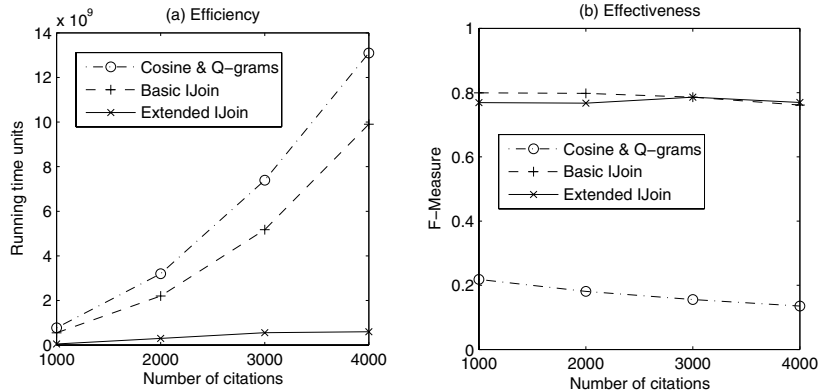 (a) Efficiency
x 10^9
14
12
10
8
6
4
2
0
Running time units
Cosine & Q−grams
Basic IJoin
Extended IJoin
1000 2000 3000 4000
Number of citations
(b) Effectiveness
1
0.8
0.6
0.4
0.2
0
F−Measure
Cosine & Q−grams
Basic IJoin
Extended IJoin
1000 2000 3000 4000
Number of citations